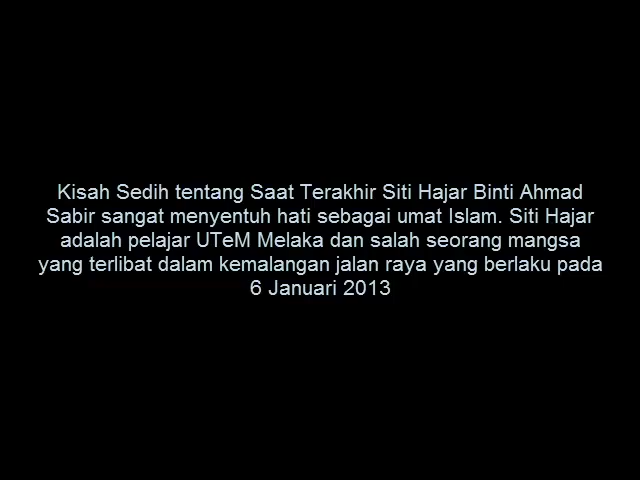 Kisah Sedih tentang Saat Terakhir Siti Hajar Binti Ahmad
Sabir sangat menyentuh hati sebagai umat Islam. Siti Hajar
adalah pelajar UTeM Melaka dan salah seorang mangsa
yang terlibat dalam kemalangan jalan raya yang berlaku pada
6 Januari 2013